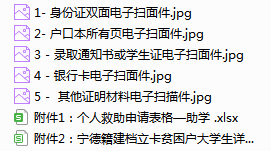 1- 身份证双面电子扫面件.jpg
2- 户口本所有页电子扫面件.jpg
3 - 录取通知书或学生证电子扫面件.jpg
4 - 银行卡电子扫面件.jpg
5 - 其他证明材料电子扫描件.jpg
附件1：个人救助申请表格—助学 .xlsx
附件2：宁德籍建档立卡贫困户大学生详...